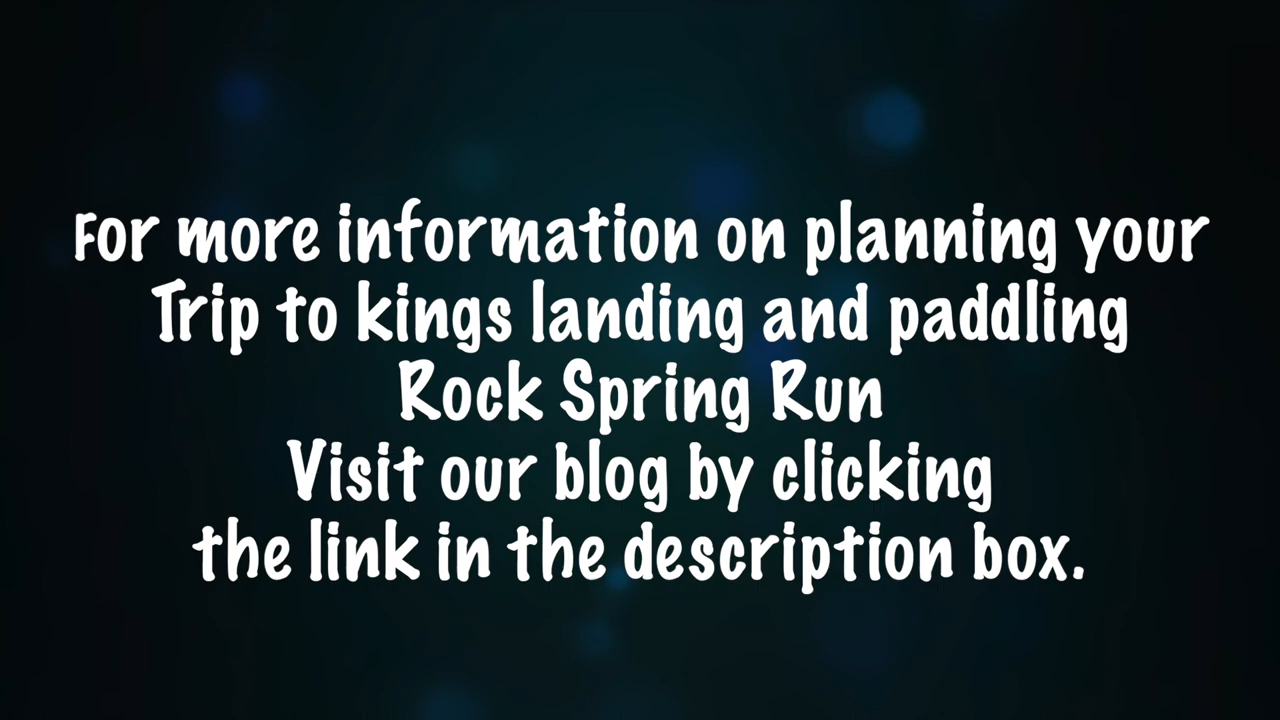 For more information on planning your
Trip to kings landing and paddling
Rock Spring Run
Visit our blog by clicking
the link in the description box.